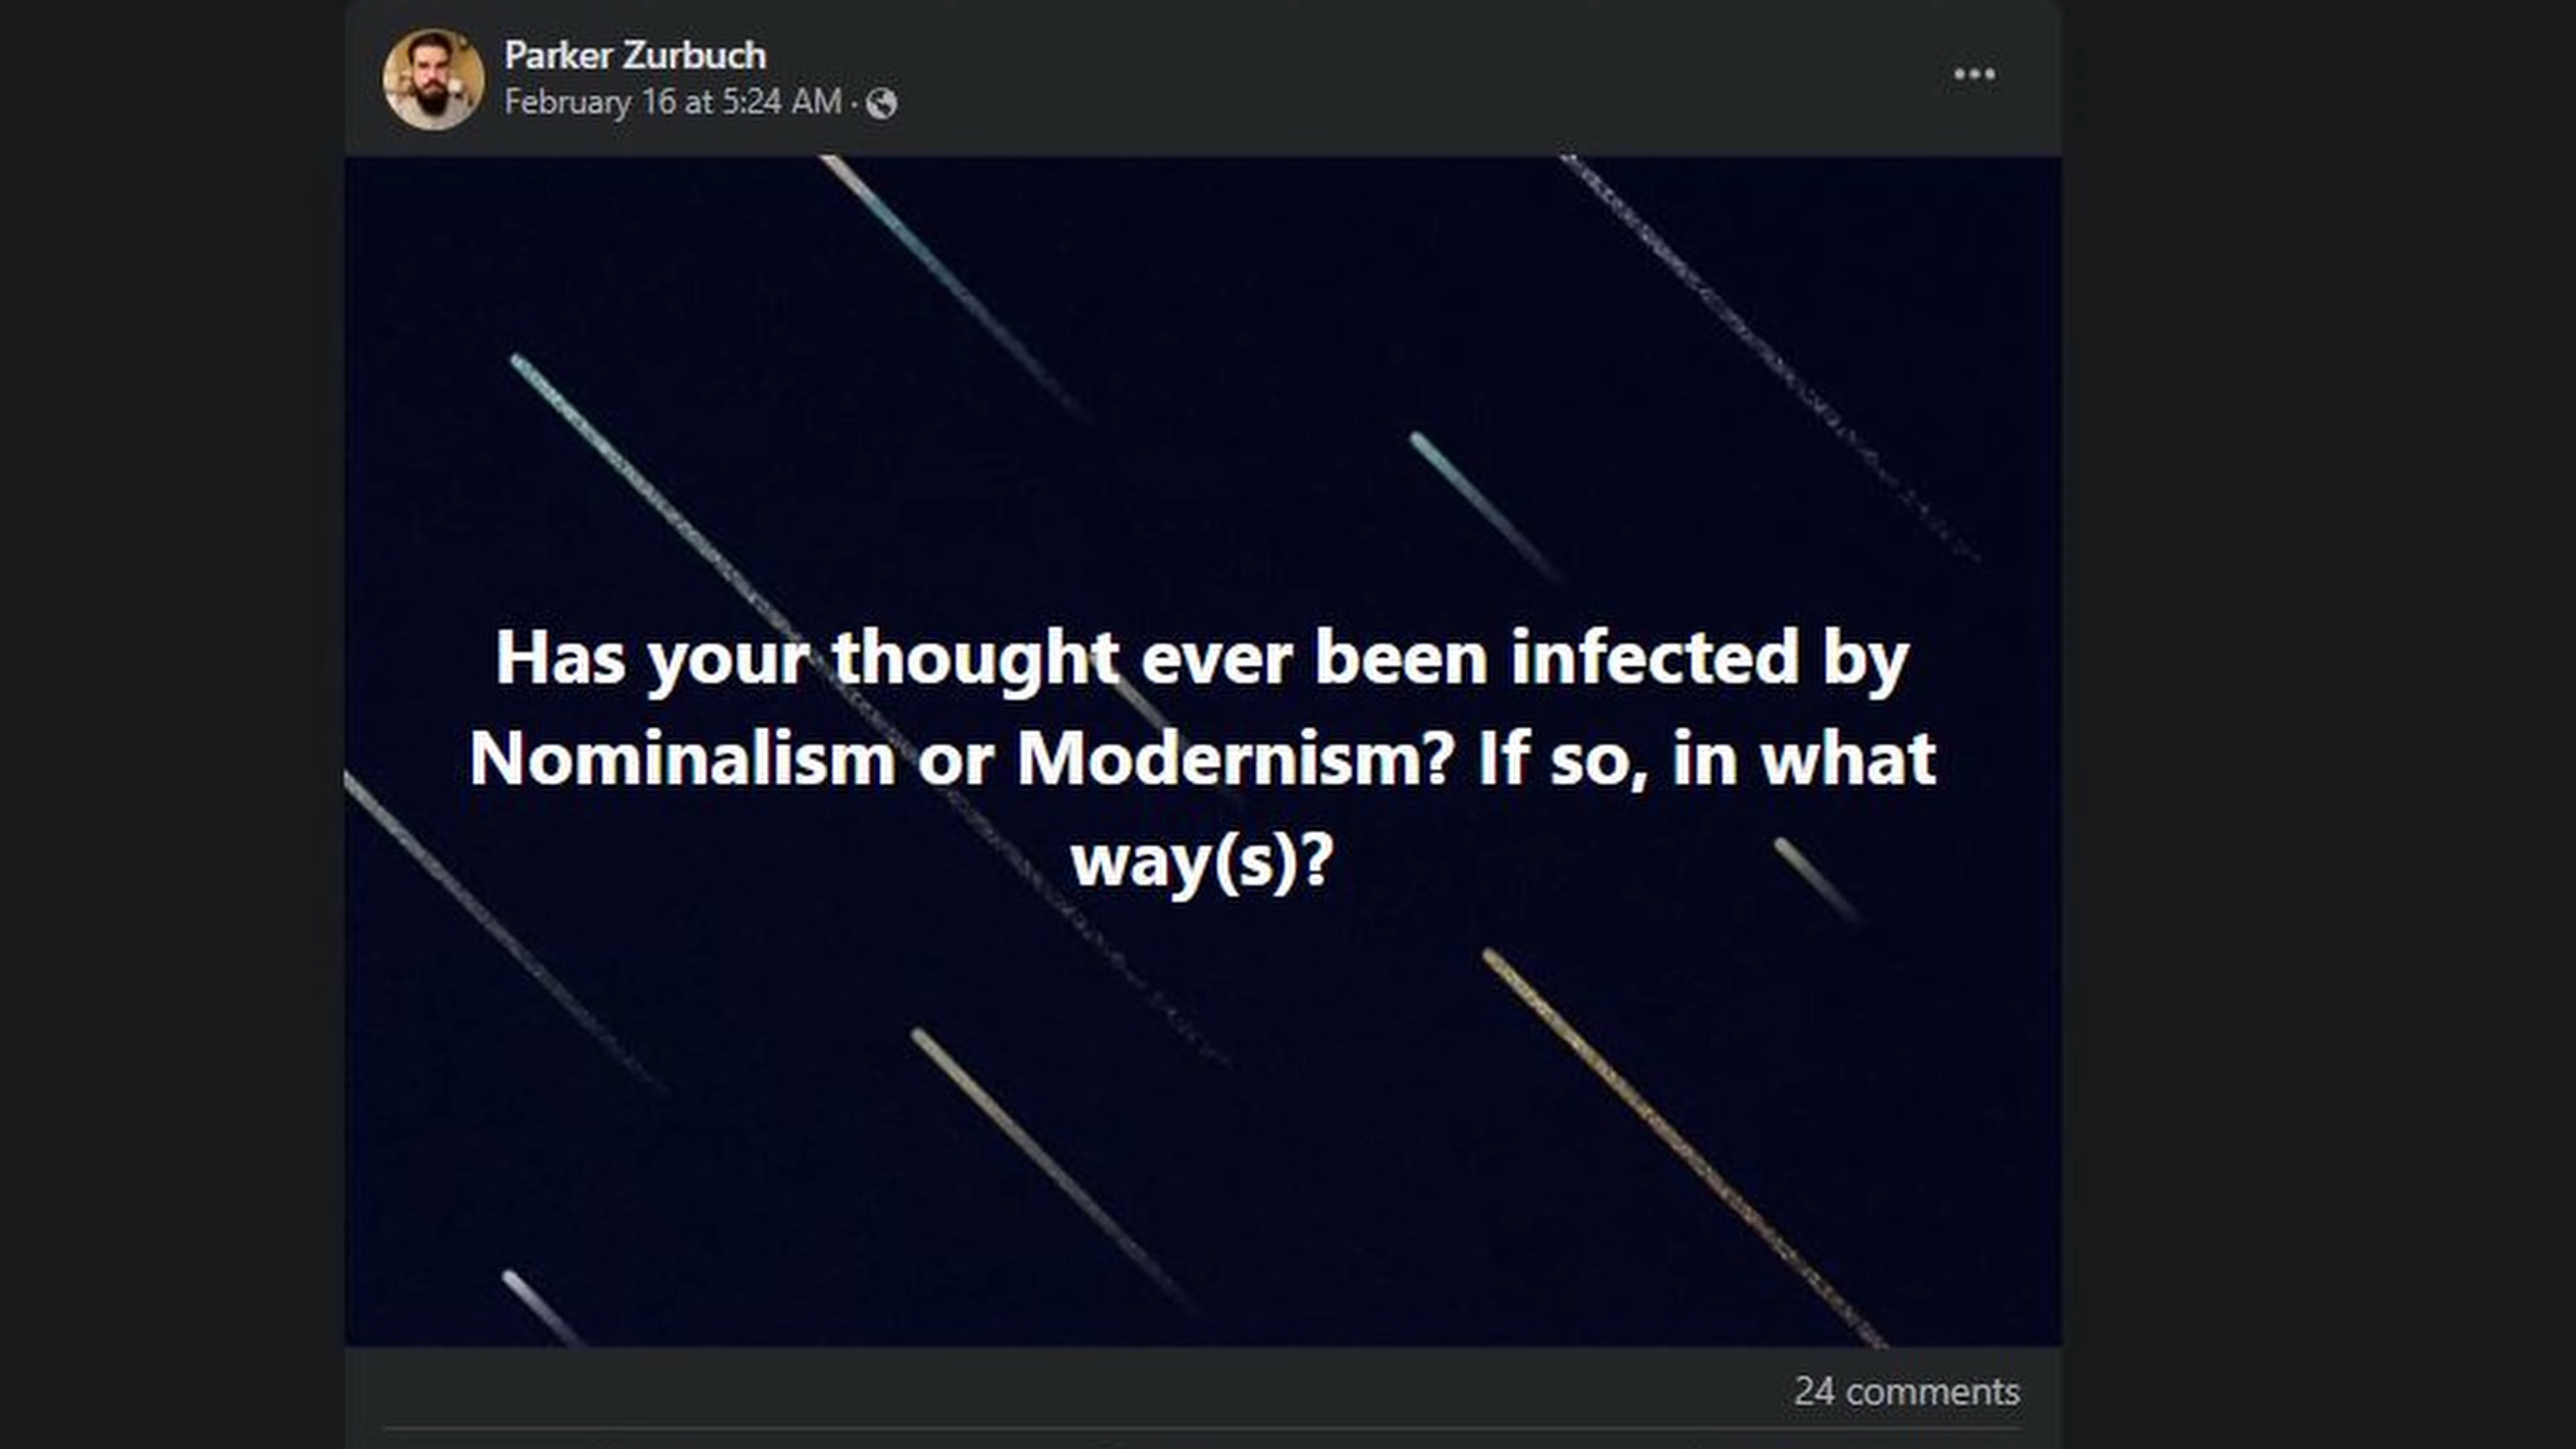 Parker Zurbuch
February 16 at 5:24 AM ·
Has your thought ever been infected by
Nominalism or Modernism? If so, in what
way(s)?
24 comments